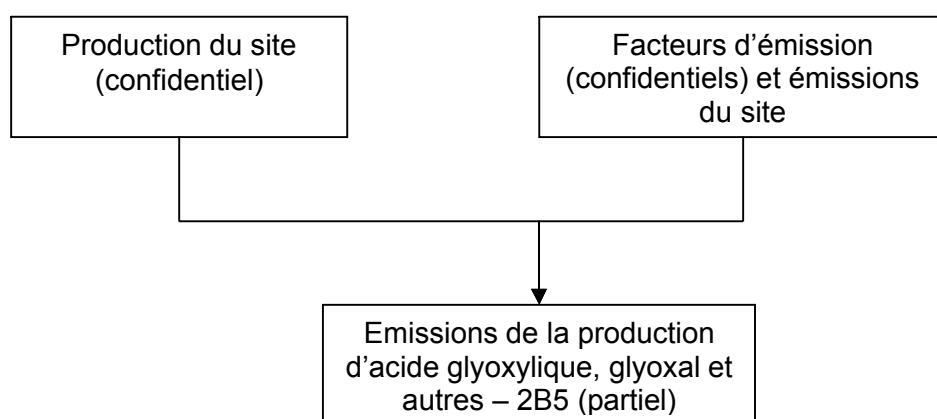 Production du site
(confidentiel)
Facteurs d’émission
(confidentiels) et émissions
du site
Emissions de la production
d’acide glyoxylique, glyoxal et
autres – 2B5 (partiel)